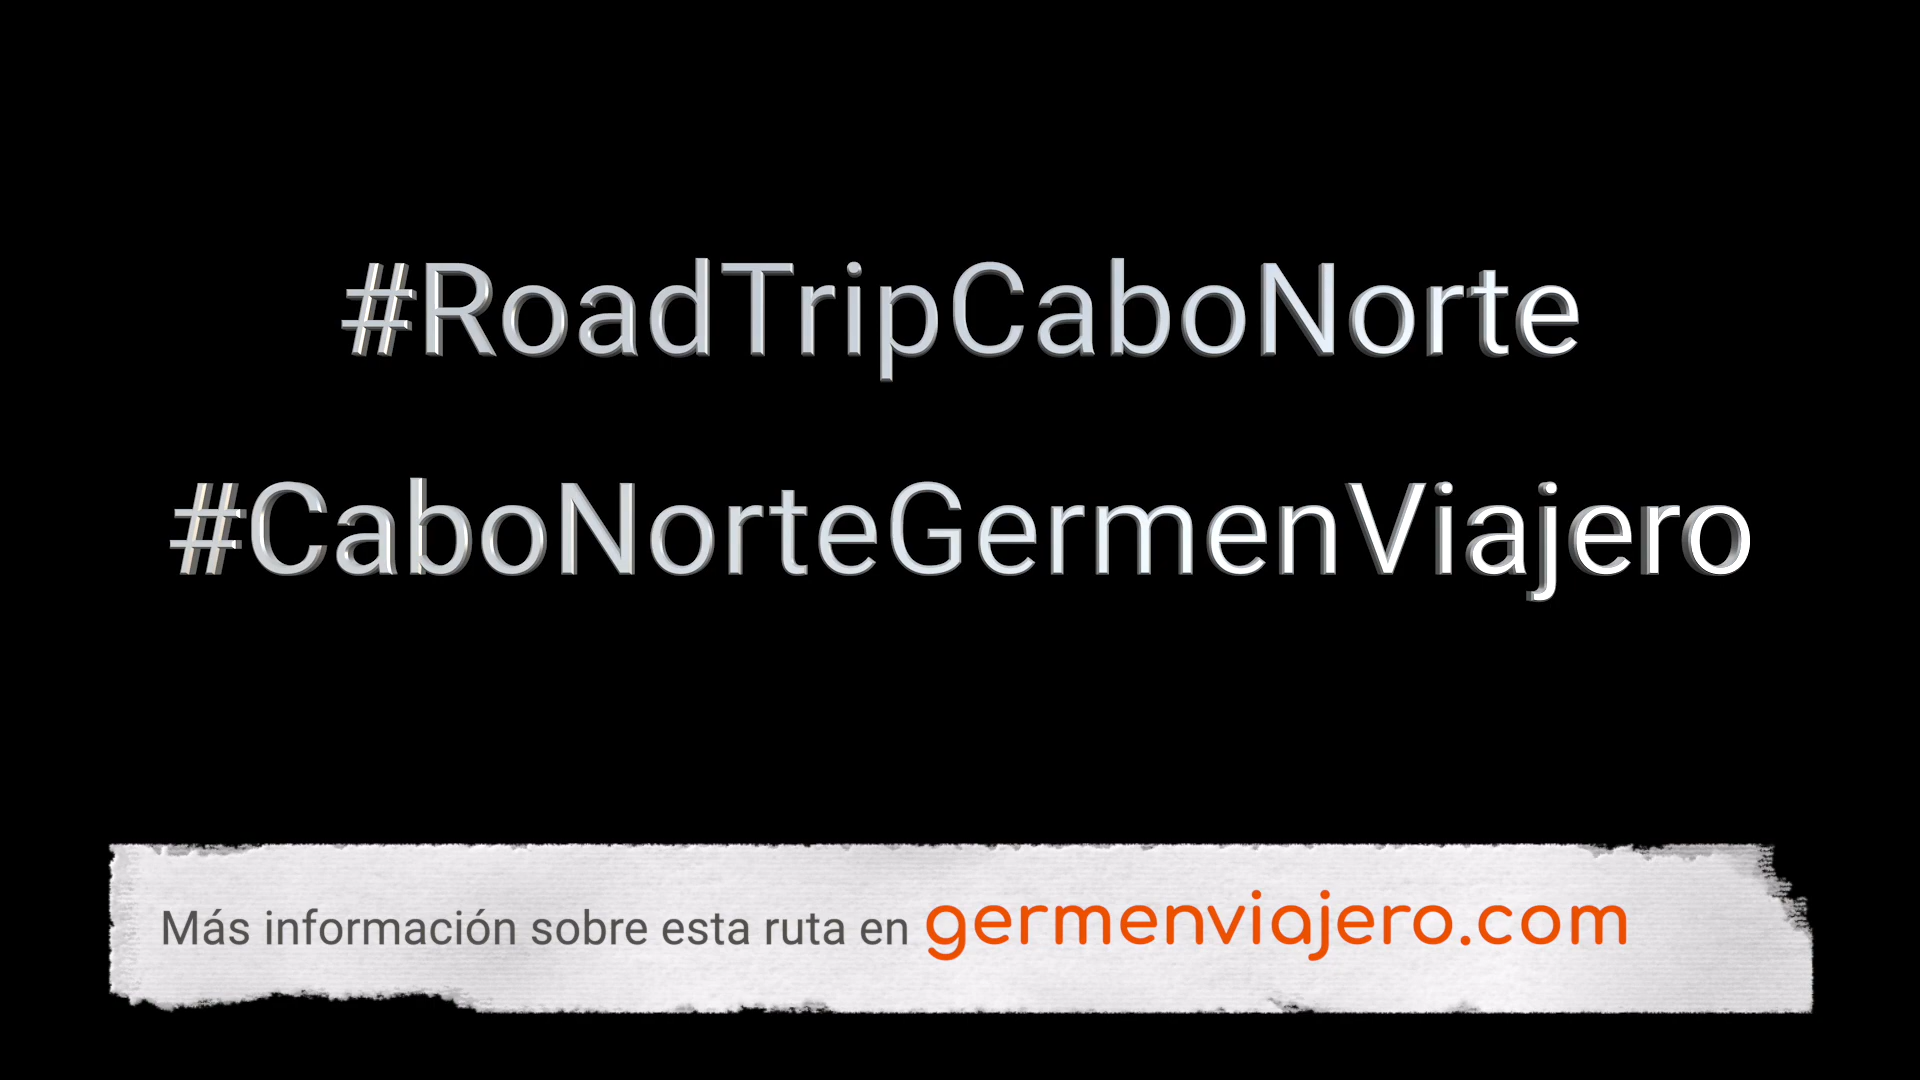 #RoadTripCaboNorte
#CaboNorteGermenViajero
Más información sobre esta ruta en germenviajero.com